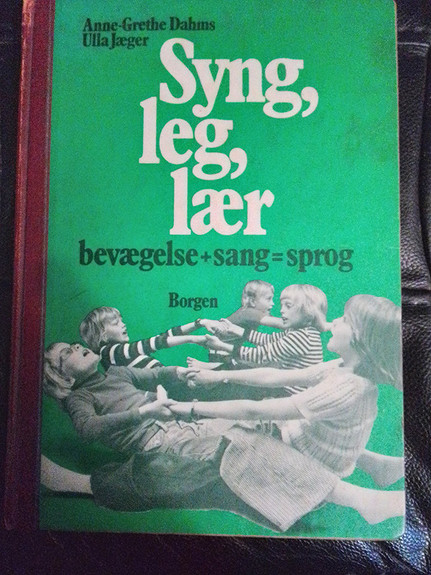 Anne-Grethe Dahms
Ulla Jæger
Syng,
leg,
lær
bevægelse+sang=sprog
Borgen